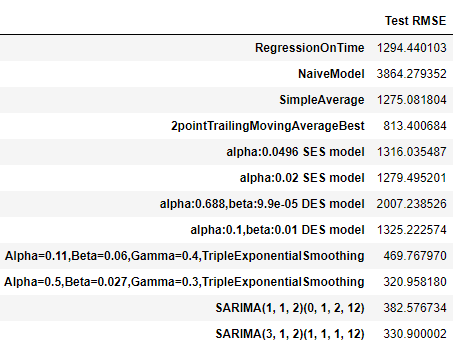 Test RMSE
RegressionOnTime 1294.440103
NaiveModel 3864.279352
SimpleAverage 1275.081804
2pointTrailingMovingAverageBest 813.400684
alpha:0.0496 SES model 1316.035487
alpha:0.02 SES model 1279.495201
alpha:0.688,beta:9.9e-05 DES model 2007.238526
alpha:0.1,beta:0.01 DES model 1325.222574
Alpha=0.11,Beta=0.06,Gamma=0.4,TripleExponentialSmoothing 469.767970
Alpha=0.5,Beta=0.027,Gamma=0.3,TripleExponentialSmoothing 320.958180
SARIMA(1, 1, 2)(0, 1, 2, 12) 382.576734
SARIMA(3, 1, 2)(1, 1, 1, 12) 330.900002